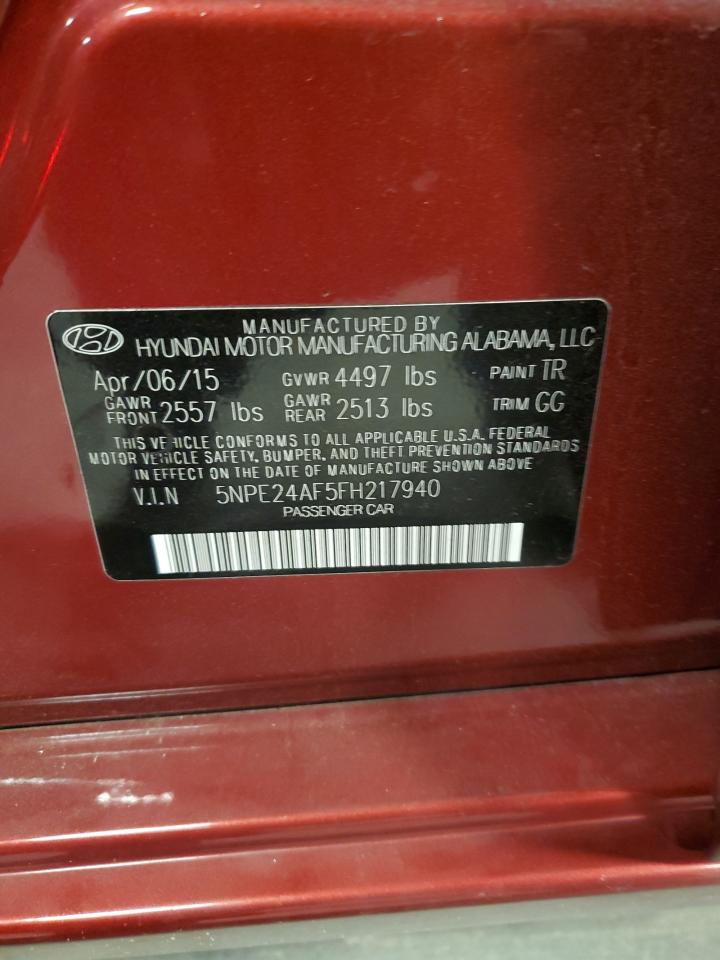 MANUFACTURED BY
HYUNDAI MOTOR MANUFACTURING ALABAMA, LLC
Apr/06/15 GVWR 4497 lbs PAINT TR
GAWR FRONT 2557 lbs GAWR REAR 2513 lbs TRIM GG
THIS VEHICLE CONFORMS TO ALL APPLICABLE U.S.A. FEDERAL
MOTOR VEHICLE SAFETY, BUMPER, AND THEFT PREVENTION STANDARDS
IN EFFECT ON THE DATE OF MANUFACTURE SHOWN ABOVE
V.I.N 5NPE24AF5FH217940
PASSENGER CAR